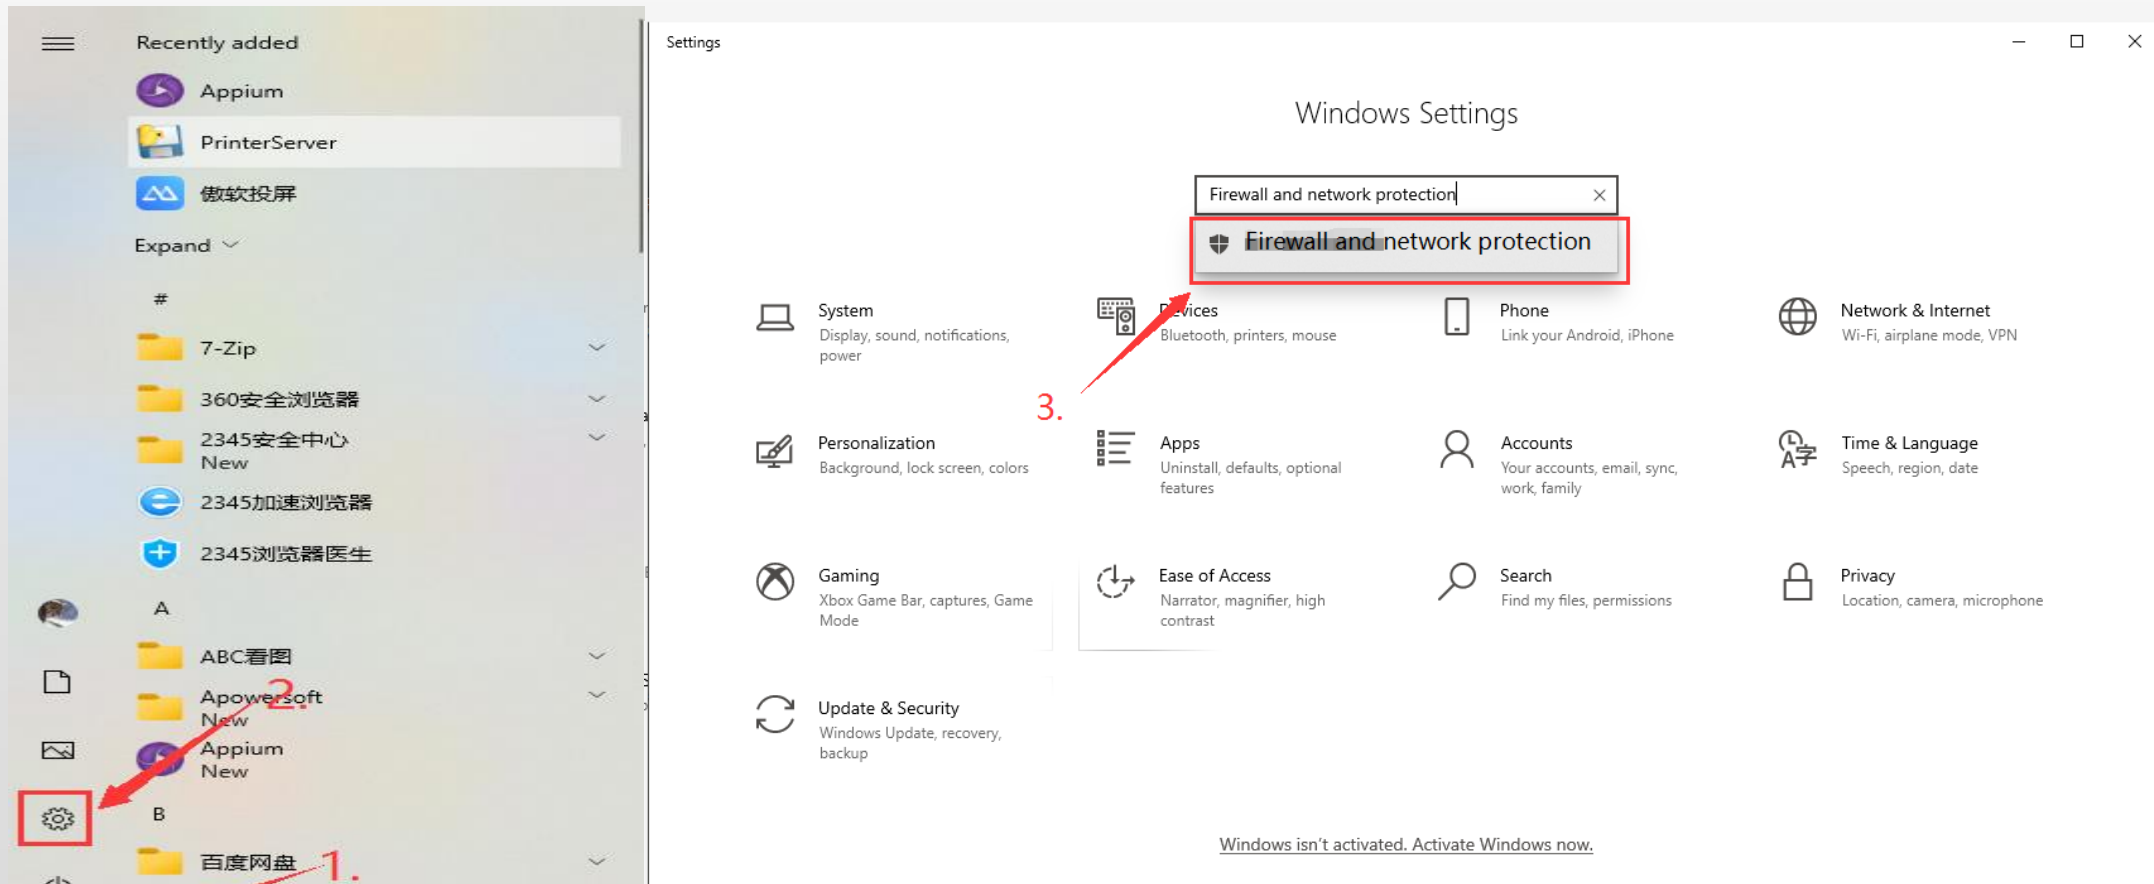 Recently added
Appium
PrinterServer
傲软投屏
Expand
#
7-Zip
360安全浏览器
2345安全中心
New
2345加速浏览器
2345浏览器医生
A
ABC看图
Apowersoft
New
2.
Appium
New
B
百度网盘
1.
Settings
Windows Settings
Firewall and network protection
Firewall and network protection
3.
System
Display, sound, notifications,
power
Devices
Bluetooth, printers, mouse
Phone
Link your Android, iPhone
Network & Internet
Wi-Fi, airplane mode, VPN
Personalization
Background, lock screen, colors
Apps
Uninstall, defaults, optional
features
Accounts
Your accounts, email, sync,
work, family
Time & Language
Speech, region, date
Gaming
Xbox Game Bar, captures, Game
Mode
Ease of Access
Narrator, magnifier, high
contrast
Search
Find my files, permissions
Privacy
Location, camera, microphone
Update & Security
Windows Update, recovery,
backup
Windows isn't activated. Activate Windows now.